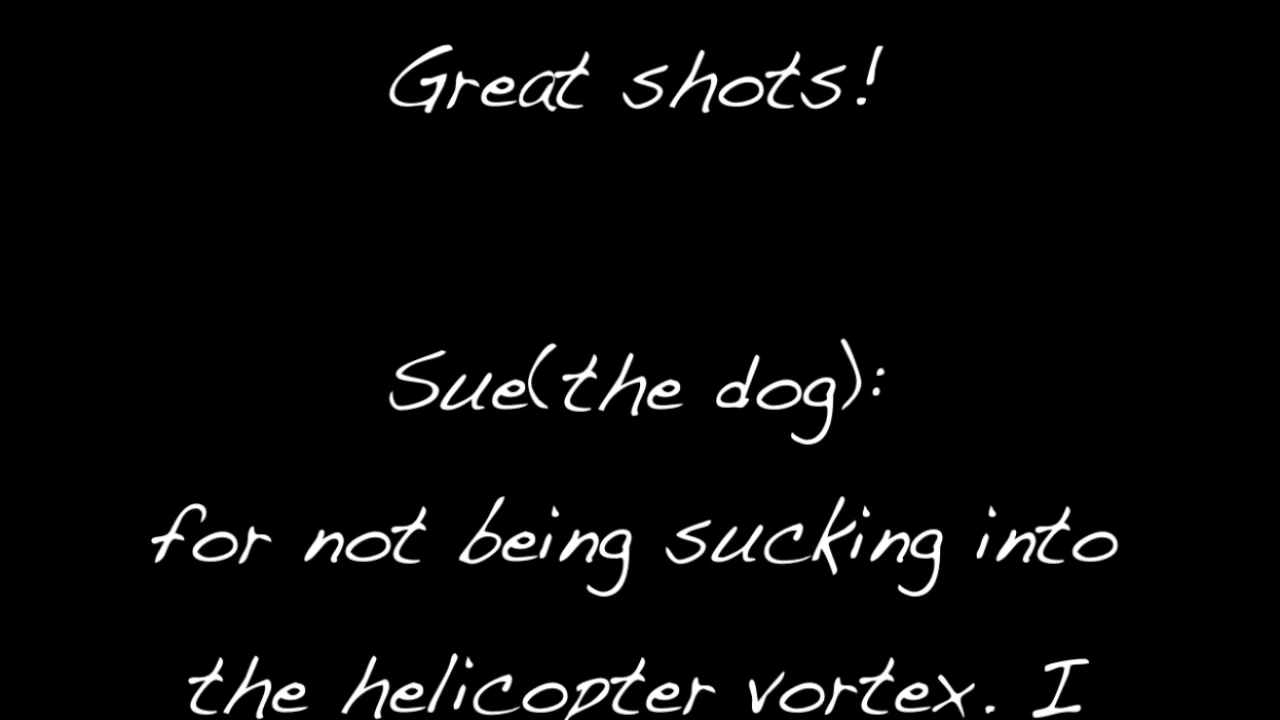 Great shots!
Sue(the dog):
for not being sucking into
the helicopter vortex. I